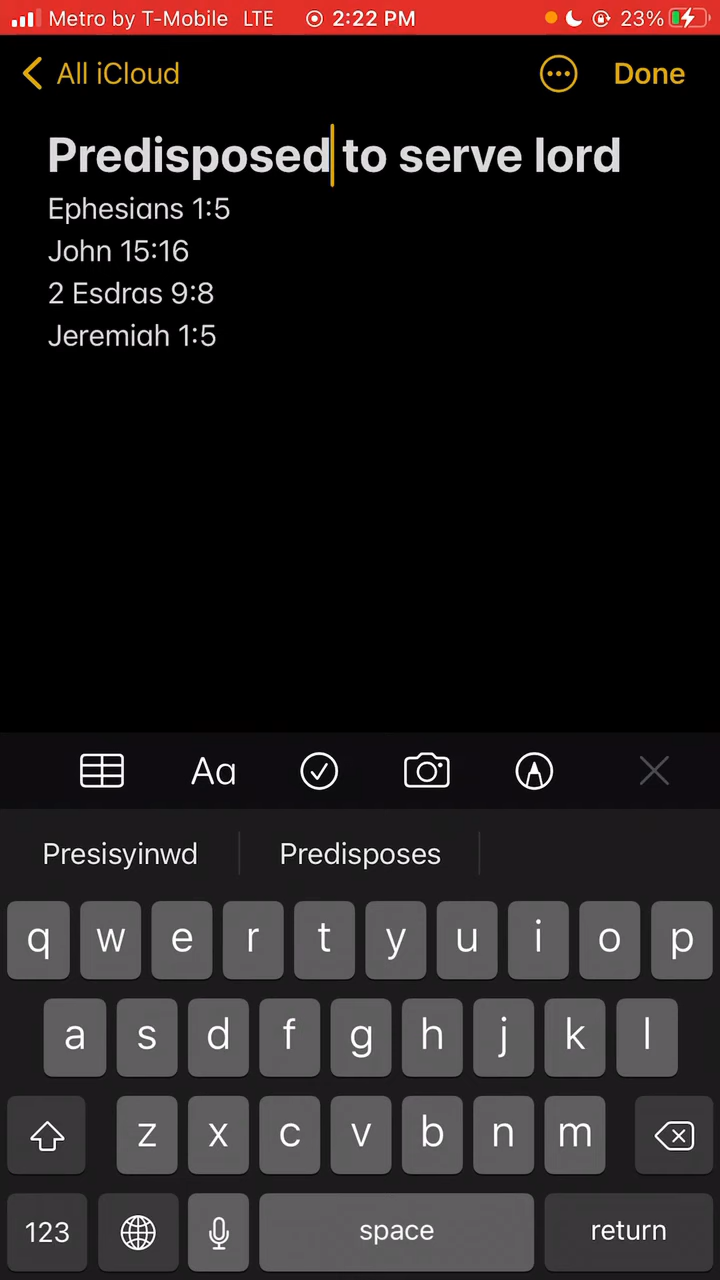 Metro by T-Mobile LTE 2:22 PM 23%
All iCloud Done
Predisposed to serve lord
Ephesians 1:5
John 15:16
2 Esdras 9:8
Jeremiah 1:5
Aa
Presisyinwd Predisposes
q w e r t y u i o p
a s d f g h j k l
z x c v b n m
123 space return